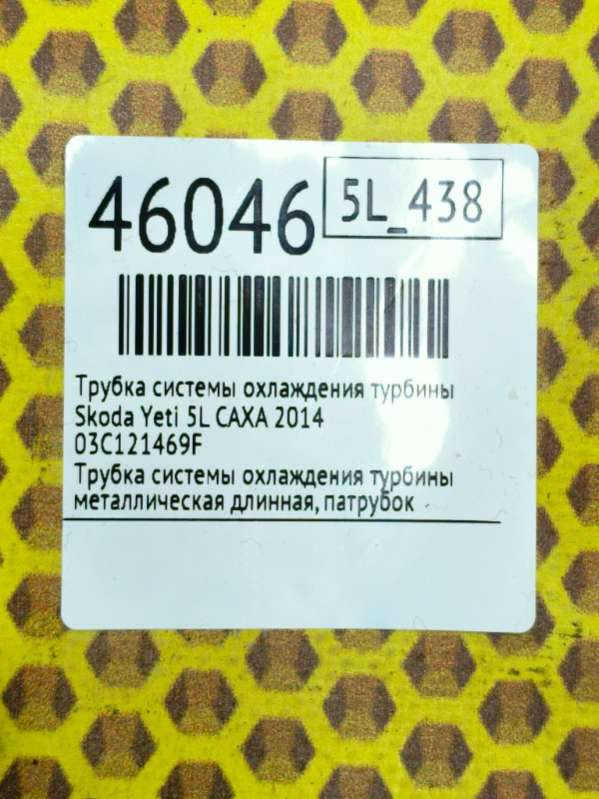 46046
5L_438
Трубка системы охлаждения турбины
Skoda Yeti 5L CAXA 2014
03C121469F
Трубка системы охлаждения турбины
металлическая длинная, патрубок